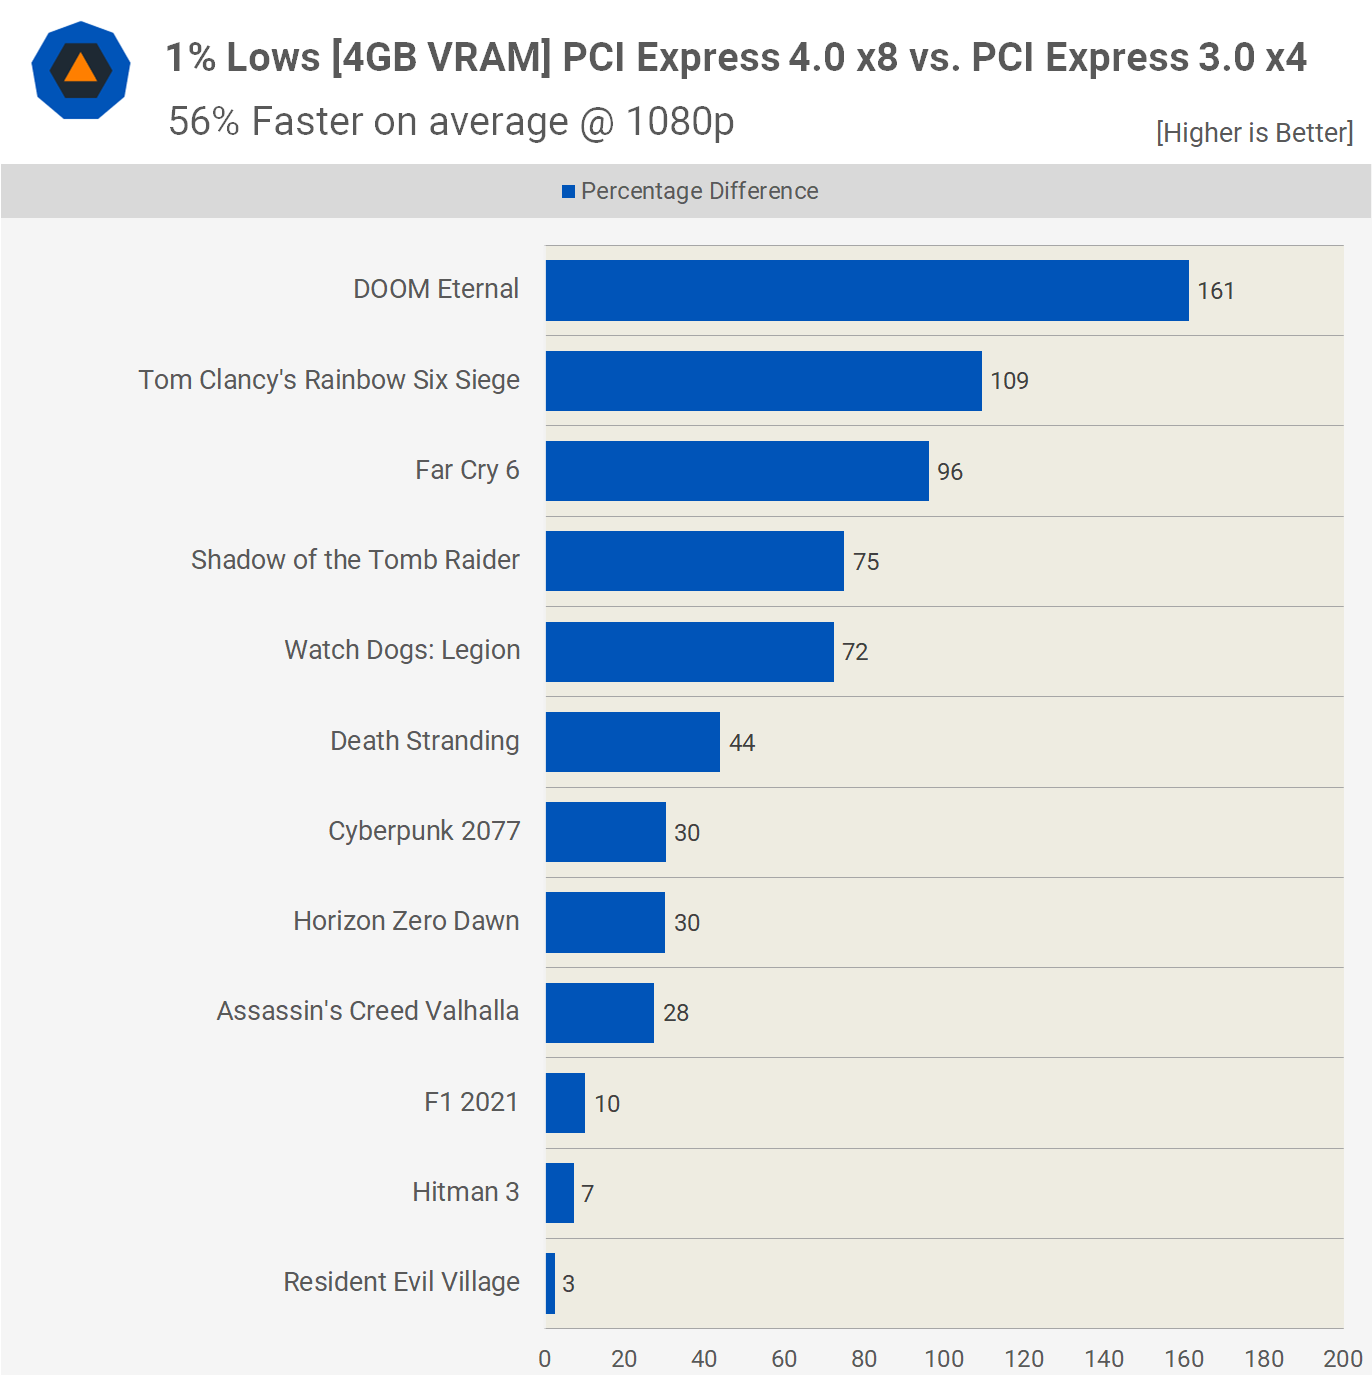 1% Lows [4GB VRAM] PCI Express 4.0 x8 vs. PCI Express 3.0 x4
56% Faster on average @ 1080p
[Higher is Better]
Percentage Difference
DOOM Eternal 161
Tom Clancy's Rainbow Six Siege 109
Far Cry 6 96
Shadow of the Tomb Raider 75
Watch Dogs: Legion 72
Death Stranding 44
Cyberpunk 2077 30
Horizon Zero Dawn 30
Assassin's Creed Valhalla 28
F1 2021 10
Hitman 3 7
Resident Evil Village 3
0 20 40 60 80 100 120 140 160 180 200